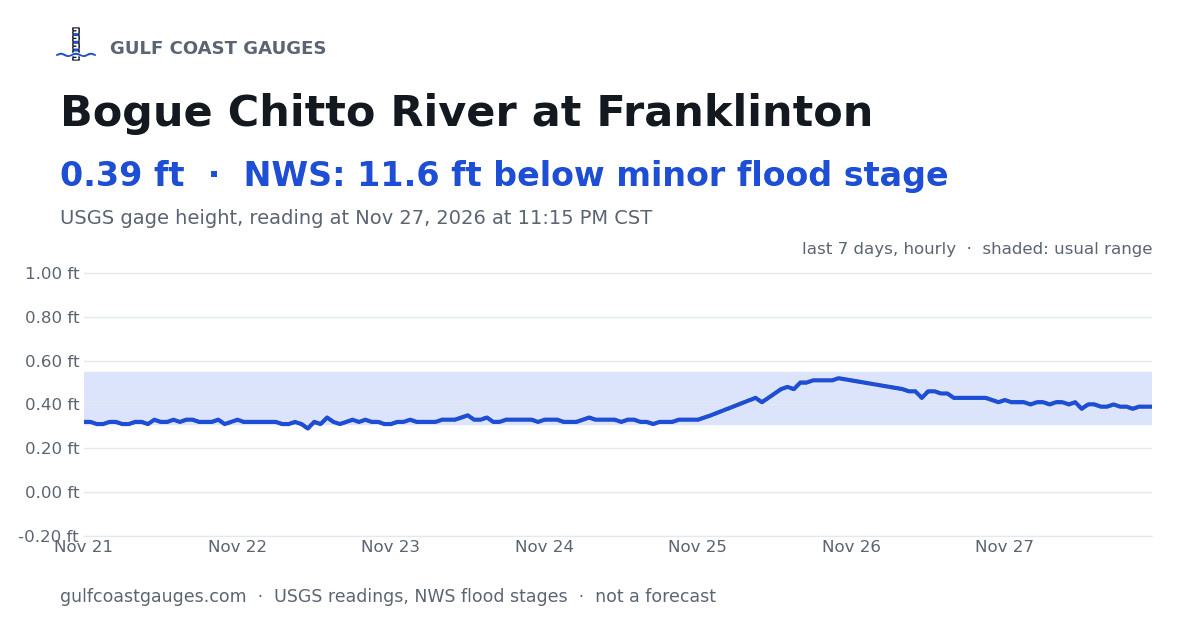 GULF COAST GAUGES
Bogue Chitto River at Franklinton
0.39 ft · NWS: 11.6 ft below minor flood stage
USGS gage height, reading at Nov 27, 2026 at 11:15 PM CST
last 7 days, hourly · shaded: usual range
1.00 ft
0.80 ft
0.60 ft
0.40 ft
0.20 ft
0.00 ft
-0.20 ft
Nov 21 Nov 22 Nov 23 Nov 24 Nov 25 Nov 26 Nov 27
gulfcoastgauges.com · USGS readings, NWS flood stages · not a forecast